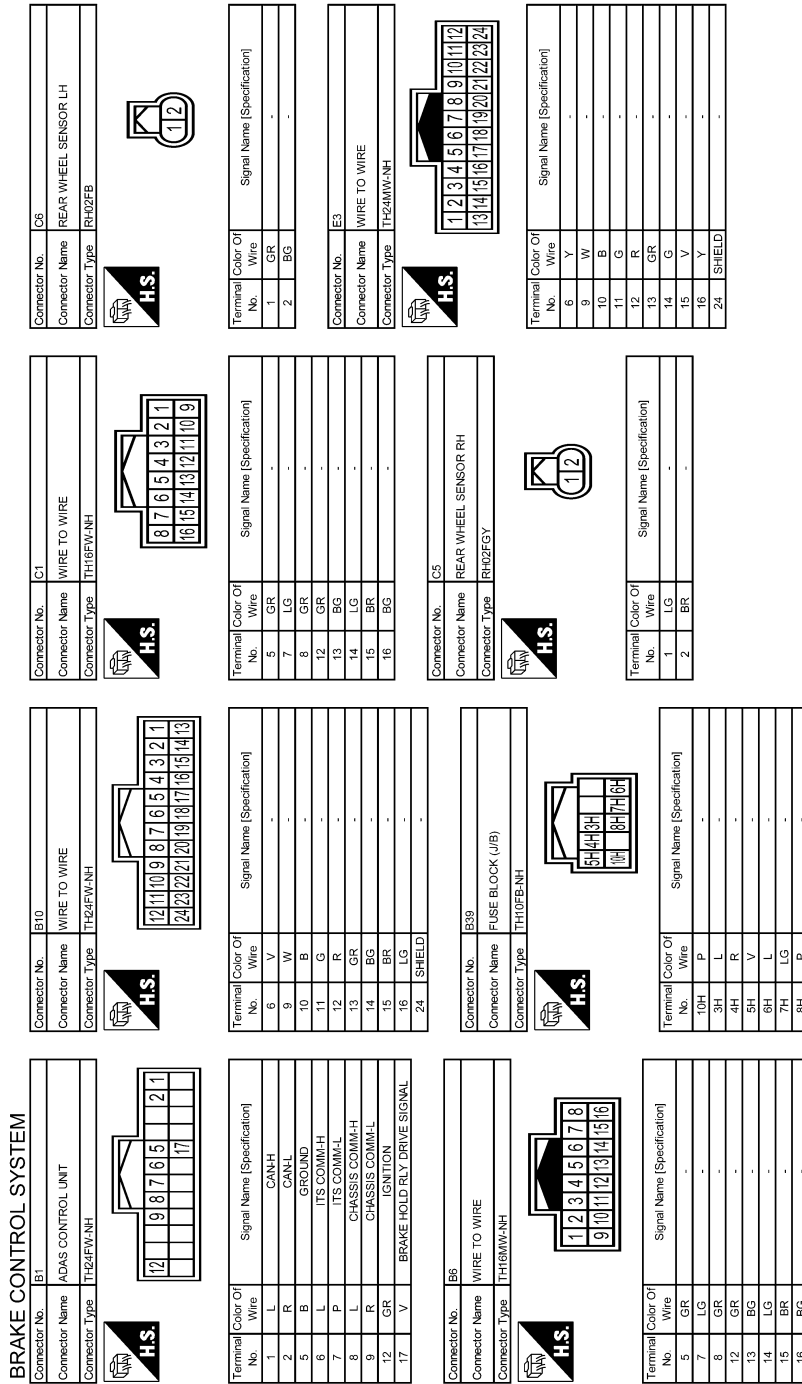 BRAKE CONTROL SYSTEM
Connector No. B1
Connector Name ADAS CONTROL UNIT
Connector Type TH24FW-NH
H.S.
12 9 8 7 6 5 2 1
17
Terminal No. Color Of Wire Signal Name [Specification]
1 L CAN-H
2 R CAN-L
5 B GROUND
6 L ITS COMM-H
7 P ITS COMM-L
8 L CHASSIS COMM-H
9 R CHASSIS COMM-L
12 GR IGNITION
17 V BRAKE HOLD RLY DRIVE SIGNAL
Connector No. B6
Connector Name WIRE TO WIRE
Connector Type TH16MW-NH
H.S.
1 2 3 4 5 6 7 8
9 10 11 12 13 14 15 16
Terminal No. Color Of Wire Signal Name [Specification]
5 GR -
7 LG -
8 GR -
12 GR -
13 BG -
14 LG -
15 BR -
16 BG -
Connector No. B10
Connector Name WIRE TO WIRE
Connector Type TH24FW-NH
H.S.
12 11 10 9 8 7 6 5 4 3 2 1
24 23 22 21 20 19 18 17 16 15 14 13
Terminal No. Color Of Wire Signal Name [Specification]
6 V -
9 W -
10 B -
11 G -
12 R -
13 GR -
14 BG -
15 BR -
16 LG -
24 SHIELD -
Connector No. B39
Connector Name FUSE BLOCK (J/B)
Connector Type TH10FB-NH
H.S.
5H 4H 3H
10H 8H 7H 6H
Terminal No. Color Of Wire Signal Name [Specification]
10H P -
3H L -
4H R -
5H V -
6H L -
7H LG -
8H P -
Connector No. C1
Connector Name WIRE TO WIRE
Connector Type TH16FW-NH
H.S.
8 7 6 5 4 3 2 1
16 15 14 13 12 11 10 9
Terminal No. Color Of Wire Signal Name [Specification]
5 GR -
7 LG -
8 GR -
12 GR -
13 BG -
14 LG -
15 BR -
16 BG -
Connector No. C5
Connector Name REAR WHEEL SENSOR RH
Connector Type RH02FGY
H.S.
1 2
Terminal No. Color Of Wire Signal Name [Specification]
1 LG -
2 BR -
Connector No. C6
Connector Name REAR WHEEL SENSOR LH
Connector Type RH02FB
H.S.
1 2
Terminal No. Color Of Wire Signal Name [Specification]
1 GR -
2 BG -
Connector No. E3
Connector Name WIRE TO WIRE
Connector Type TH24MW-NH
H.S.
1 2 3 4 5 6 7 8 9 10 11 12
13 14 15 16 17 18 19 20 21 22 23 24
Terminal No. Color Of Wire Signal Name [Specification]
6 Y -
9 W -
10 B -
11 G -
12 R -
13 GR -
14 G -
15 V -
16 Y -
24 SHIELD -